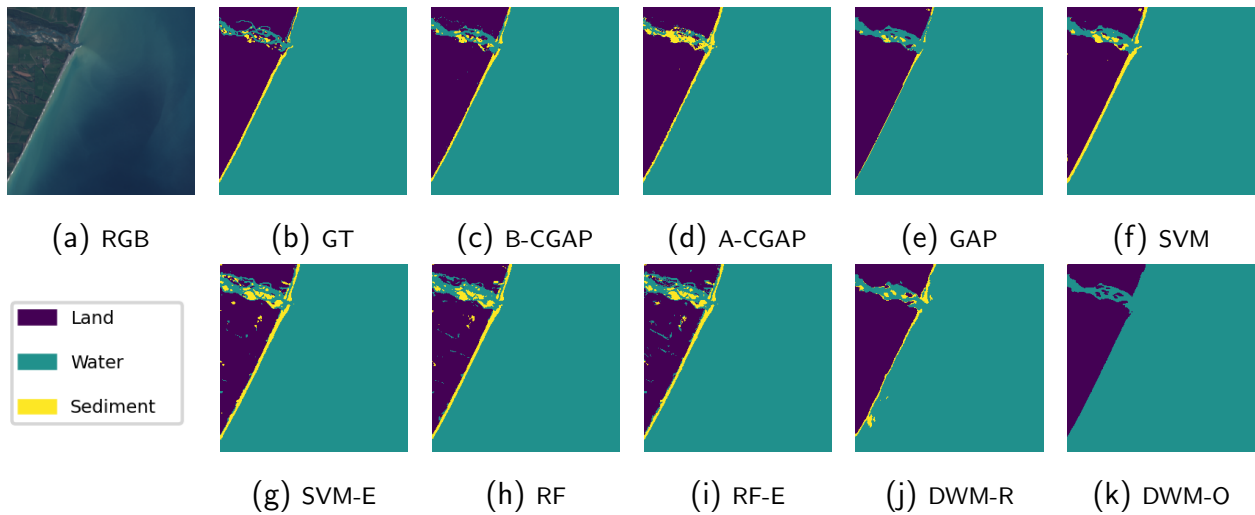 (a) RGB
(b) GT
(c) B-CGAP
(d) A-CGAP
(e) GAP
(f) SVM
Land
Water
Sediment
(g) SVM-E
(h) RF
(i) RF-E
(j) DWM-R
(k) DWM-O